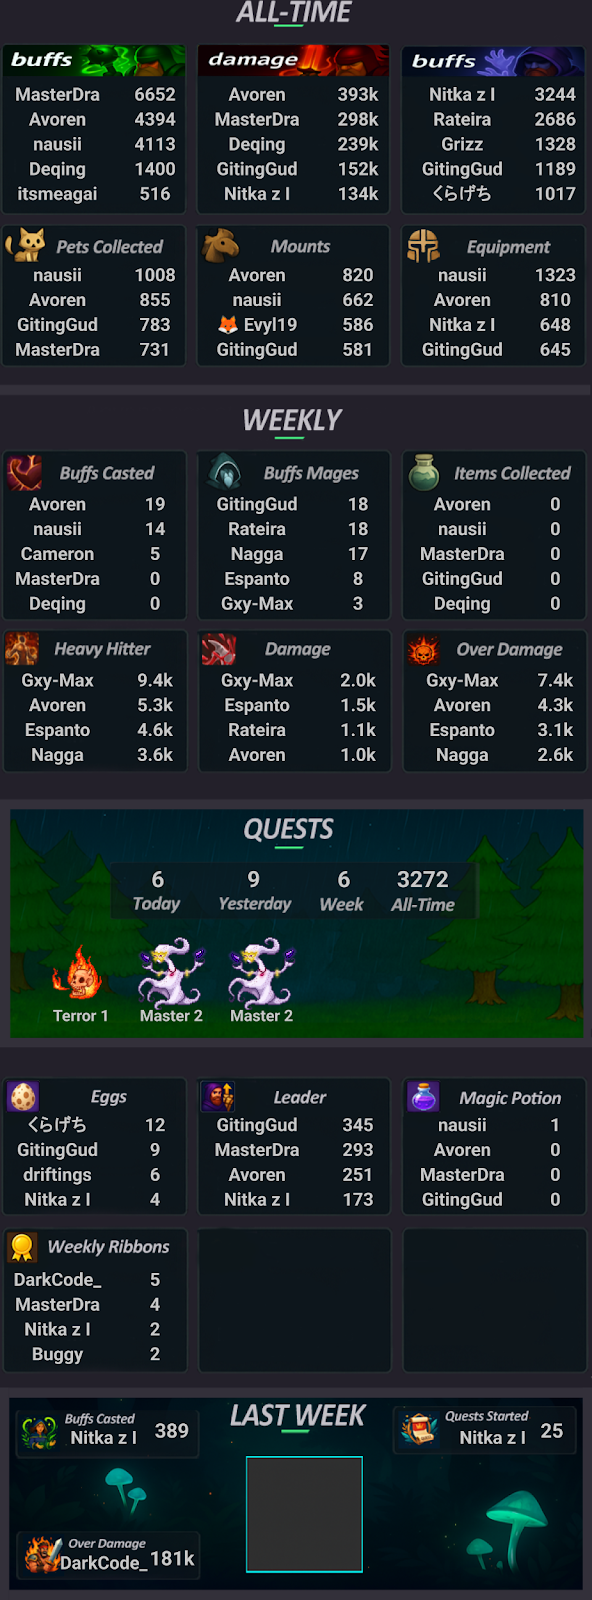 ALL-TIME
buffs
MasterDra 6652
Avoren 4394
nausii 4113
Deqing 1400
itsmeagai 516
damage
Avoren 393k
MasterDra 298k
Deqing 239k
GitingGud 152k
Nitka z I 134k
buffs
Nitka z I 3244
Rateira 2686
Grizz 1328
GitingGud 1189
くらげち 1017
Pets Collected
nausii 1008
Avoren 855
GitingGud 783
MasterDra 731
Mounts
Avoren 820
nausii 662
🦊 Evyl19 586
GitingGud 581
Equipment
nausii 1323
Avoren 810
Nitka z I 648
GitingGud 645
WEEKLY
Buffs Casted
Avoren 19
nausii 14
Cameron 5
MasterDra 0
Deqing 0
Buffs Mages
GitingGud 18
Rateira 18
Nagga 17
Espanto 8
Gxy-Max 3
Items Collected
Avoren 0
nausii 0
MasterDra 0
GitingGud 0
Deqing 0
Heavy Hitter
Gxy-Max 9.4k
Avoren 5.3k
Espanto 4.6k
Nagga 3.6k
Damage
Gxy-Max 2.0k
Espanto 1.5k
Rateira 1.1k
Avoren 1.0k
Over Damage
Gxy-Max 7.4k
Avoren 4.3k
Espanto 3.1k
Nagga 2.6k
QUESTS
6 9 6 3272
Today Yesterday Week All-Time
Terror 1 Master 2 Master 2
Eggs
くらげち 12
GitingGud 9
driftings 6
Nitka z I 4
Leader
GitingGud 345
MasterDra 293
Avoren 251
Nitka z I 173
Magic Potion
nausii 1
Avoren 0
MasterDra 0
GitingGud 0
Weekly Ribbons
DarkCode_ 5
MasterDra 4
Nitka z I 2
Buggy 2
LAST WEEK
Buffs Casted
Nitka z I 389
Quests Started
Nitka z I 25
Over Damage
DarkCode_ 181k